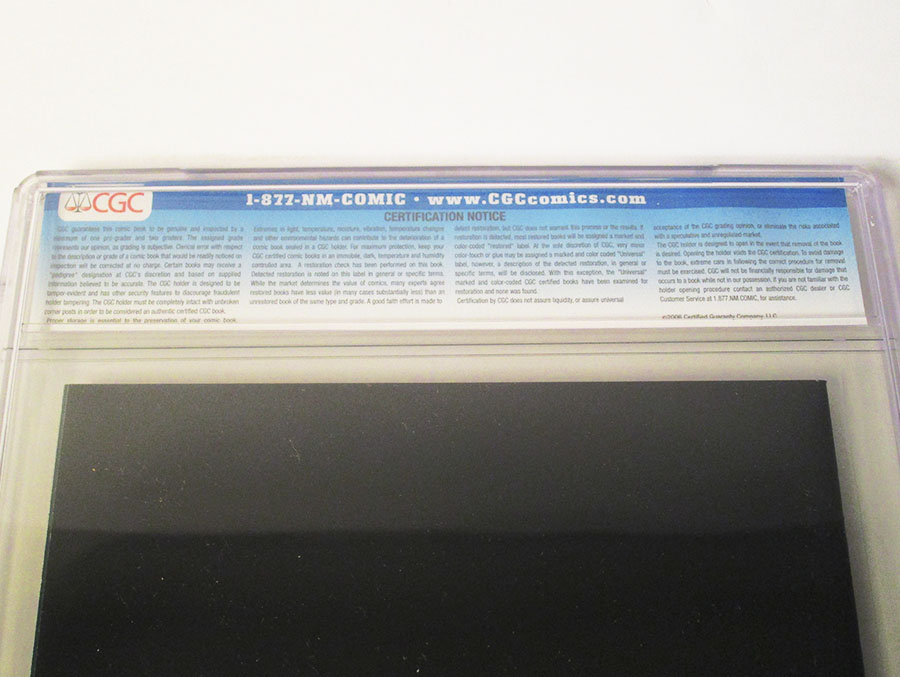 CGC
1-877-NM-COMIC • www.CGCcomics.com
CERTIFICATION NOTICE
CGC guarantees this comic book to be genuine and inspected by a
minimum of one pro-grader and two graders. The assigned grade
represents our opinion, as grading is subjective. Clerical error with respect
to the description or grade of a comic book that would be readily noticed on
inspection will be corrected at no charge. Certain books may receive a
"pedigree" designation at CGC's discretion and based on supplied
information believed to be accurate. The CGC holder is designed to be
tamper-evident and has other security features to discourage fraudulent
holder tampering. The CGC holder must be completely intact with unbroken
corner posts in order to be considered an authentic certified CGC book.
Proper storage is essential to the preservation of your comic book.
Extremes in light, temperature, moisture, vibration, temperature changes
and other environmental hazards can contribute to the deterioration of a
comic book sealed in a CGC holder. For maximum protection, keep your
CGC certified comic books in an immobile, dark, temperature and humidity
controlled area. A restoration check has been performed on this book.
Detected restoration is noted on this label in general or specific terms.
While the market determines the value of comics, many experts agree
restored books have less value (in many cases substantially less) than an
unrestored book of the same type and grade. A good faith effort is made to
detect restoration, but CGC does not warrant this process or the results. If
restoration is detected, most restored books will be assigned a marked and
color-coded "restored" label. At the sole discretion of CGC, very minor
color-touch or glue may be assigned a marked and color coded "Universal"
label, however, a description of the detected restoration, in general or
specific terms, will be disclosed. With this exception, the "Universal"
marked and color-coded CGC certified books have been examined for
restoration and none was found.
Certification by CGC does not assure liquidity, or assure universal
acceptance of the CGC grading opinion, or eliminate the risks associated
with a speculative and unregulated market.
The CGC holder is designed to open in the event that removal of the book
is desired. Opening the holder voids the CGC certification. To avoid damage
to the book, extreme care in following the correct procedure for removal
must be exercised. CGC will not be financially responsible for damage that
occurs to a book while not in our possession. If you are not familiar with the
holder opening procedure contact an authorized CGC dealer or CGC
Customer Service at 1.877.NM.COMIC, for assistance.
©2006 Certified Guaranty Company, LLC